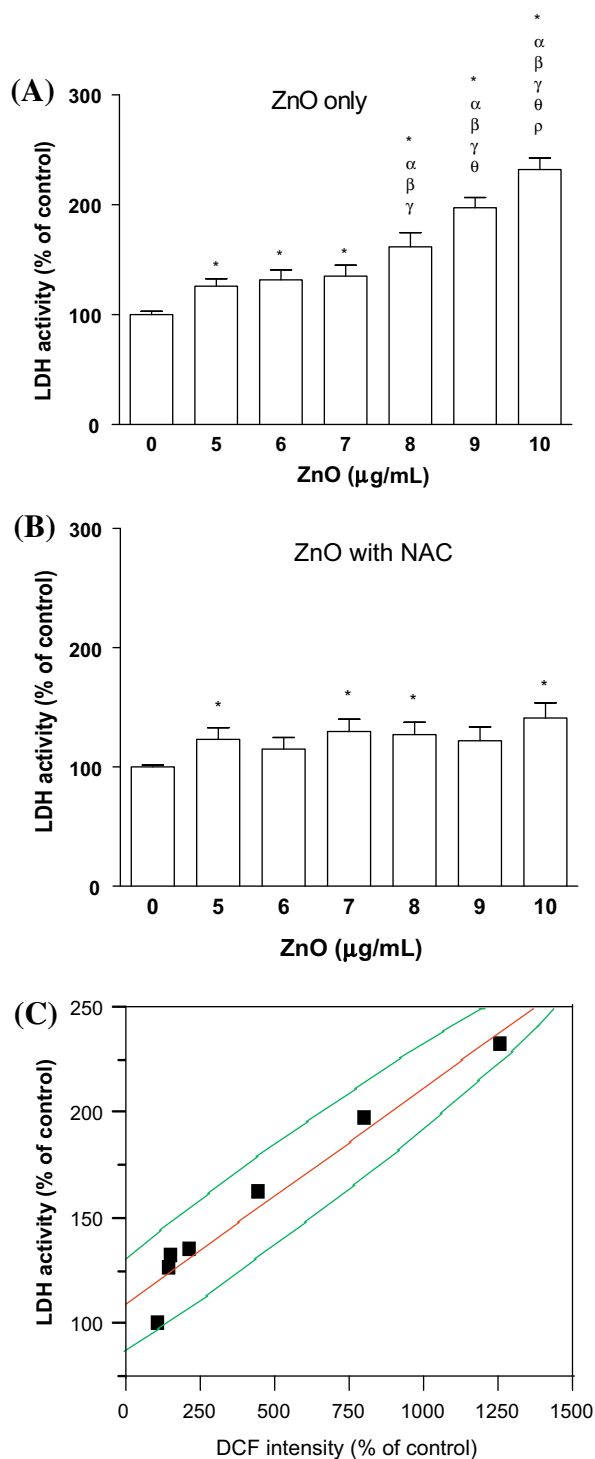 (A)
ZnO only
LDH activity (% of control)
300
200
100
0
*
*
*
*
α
β
γ
*
α
β
γ
θ
*
α
β
γ
θ
ρ
0 5 6 7 8 9 10
ZnO (μg/mL)
(B)
ZnO with NAC
LDH activity (% of control)
300
200
100
0
* * * *
0 5 6 7 8 9 10
ZnO (μg/mL)
(C)
LDH activity (% of control)
250
200
150
100
0 250 500 750 1000 1250 1500
DCF intensity (% of control)